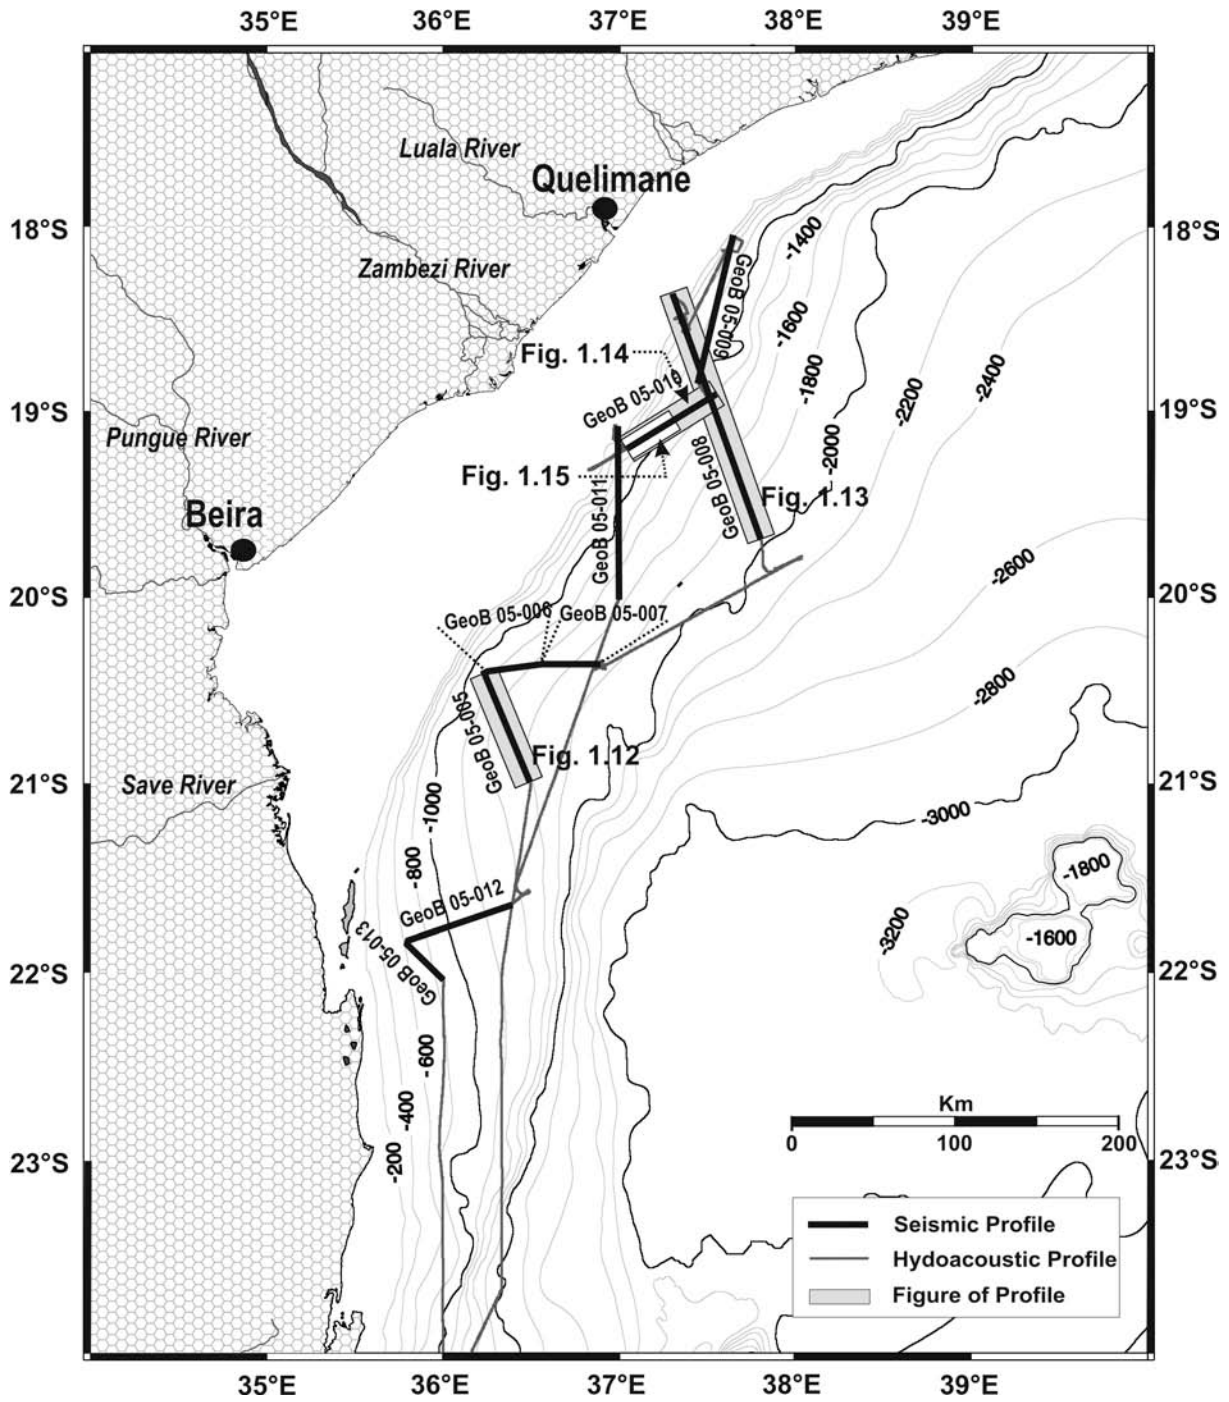 35°E 36°E 37°E 38°E 39°E
Luala River
Quelimane
18°S 18°S
-1400
Zambezi River
GeoB 05-009
-1600
Fig. 1.14
-1800
-2400
GeoB 05-010
-2200
19°S 19°S
Pungue River
-2000
GeoB 05-008
Fig. 1.15
Fig. 1.13
Beira
GeoB 05-011
-2600
20°S 20°S
GeoB 05-006 GeoB 05-007
-2800
GeoB 05-005
Fig. 1.12
Save River
21°S 21°S
-1000
-3000
-800
-1800
GeoB 05-012
-3200
-1600
GeoB 05-013
22°S 22°S
-600
-400
Km
0 100 200
-200
23°S 23°S
Seismic Profile
Hydoacoustic Profile
Figure of Profile
35°E 36°E 37°E 38°E 39°E